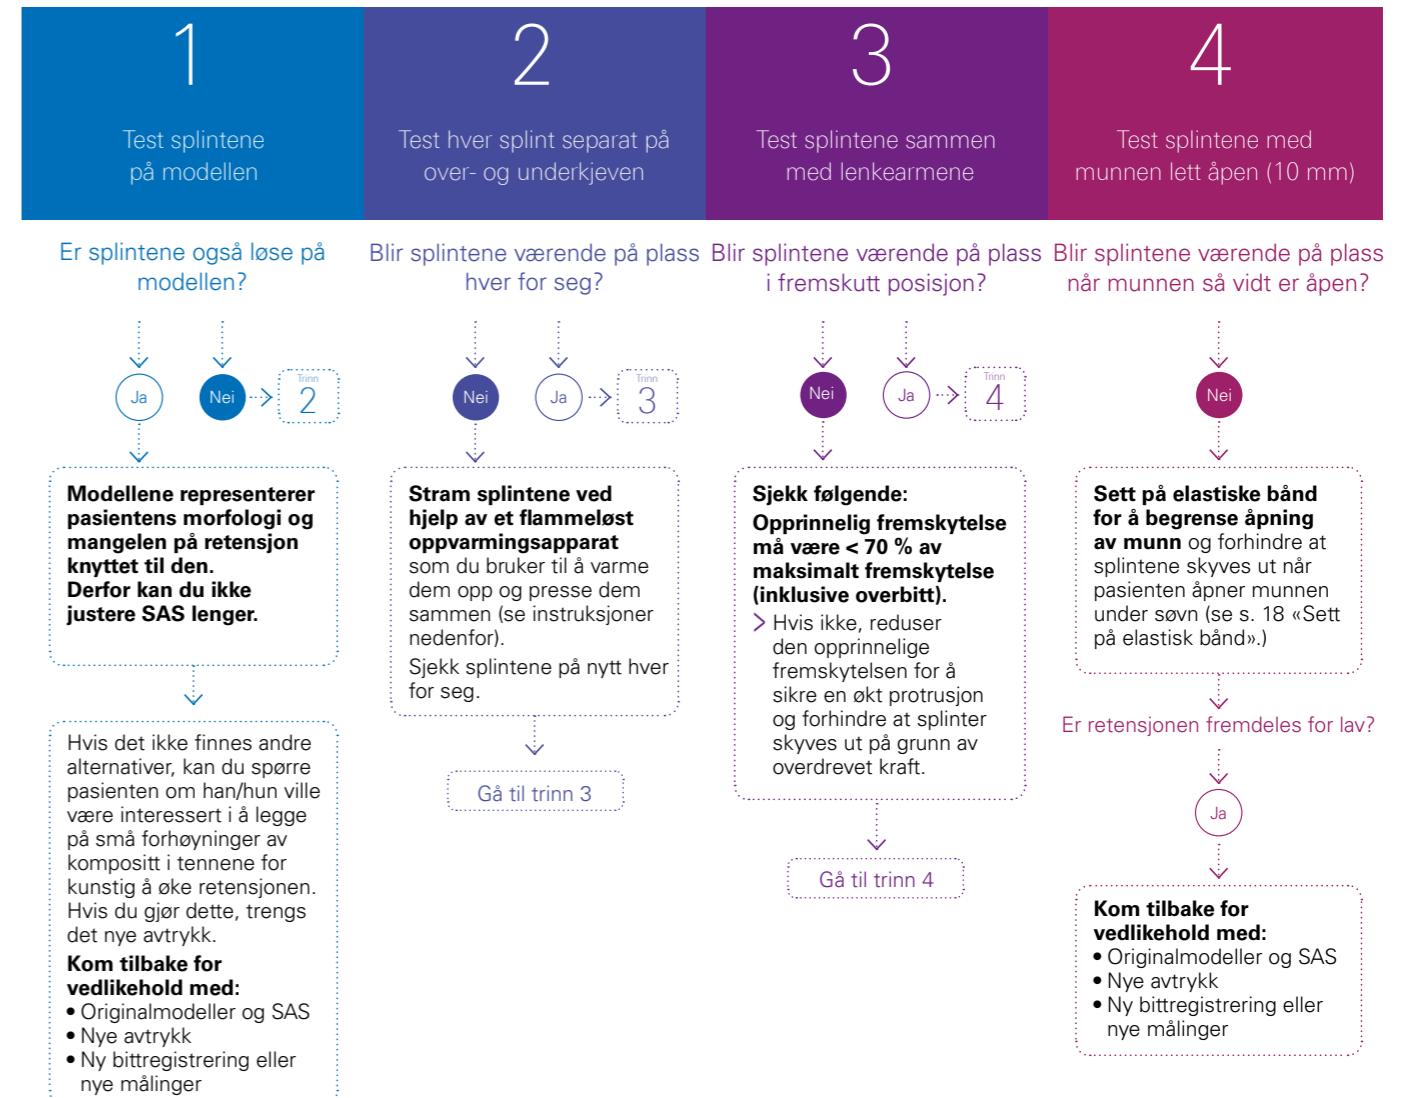 1
Test splintene
på modellen
Er splintene også løse på
modellen?
Ja
Nei
Trinn
2
Modellene representerer
pasientens morfologi og
mangelen på retensjon
knyttet til den.
Derfor kan du ikke
justere SAS lenger.
Hvis det ikke finnes andre
alternativer, kan du spørre
pasienten om han/hun ville
være interessert i å legge
på små forhøyninger av
kompositt i tennene for
kunstig å øke retensjonen.
Hvis du gjør dette, trengs
det nye avtrykk.
Kom tilbake for
vedlikehold med:
• Originalmodeller og SAS
• Nye avtrykk
• Ny bittregistrering eller
nye målinger
2
Test hver splint separat på
over- og underkjeven
Blir splintene værende på plass
hver for seg?
Nei
Ja
Trinn
3
Stram splintene ved
hjelp av et flammeløst
oppvarmingsapparat
som du bruker til å varme
dem opp og presse dem
sammen (se instruksjoner
nedenfor).
Sjekk splintene på nytt hver
for seg.
Gå til trinn 3
3
Test splintene sammen
med lenkearmene
Blir splintene værende på plass
i fremskutt posisjon?
Nei
Ja
Trinn
4
Sjekk følgende:
Opprinnelig fremskytelse
må være < 70 % av
maksimalt fremskytelse
(inklusive overbitt).
> Hvis ikke, reduser
den opprinnelige
fremskytelsen for å
sikre en økt protrusjon
og forhindre at splinter
skyves ut på grunn av
overdrevet kraft.
Gå til trinn 4
4
Test splintene med
munnen lett åpen (10 mm)
Blir splintene værende på plass
når munnen så vidt er åpen?
Nei
Sett på elastiske bånd
for å begrense åpning
av munn og forhindre at
splintene skyves ut når
pasienten åpner munnen
under søvn (se s. 18 «Sett
på elastisk bånd».)
Er retensjonen fremdeles for lav?
Ja
Kom tilbake for
vedlikehold med:
• Originalmodeller og SAS
• Nye avtrykk
• Ny bittregistrering eller
nye målinger